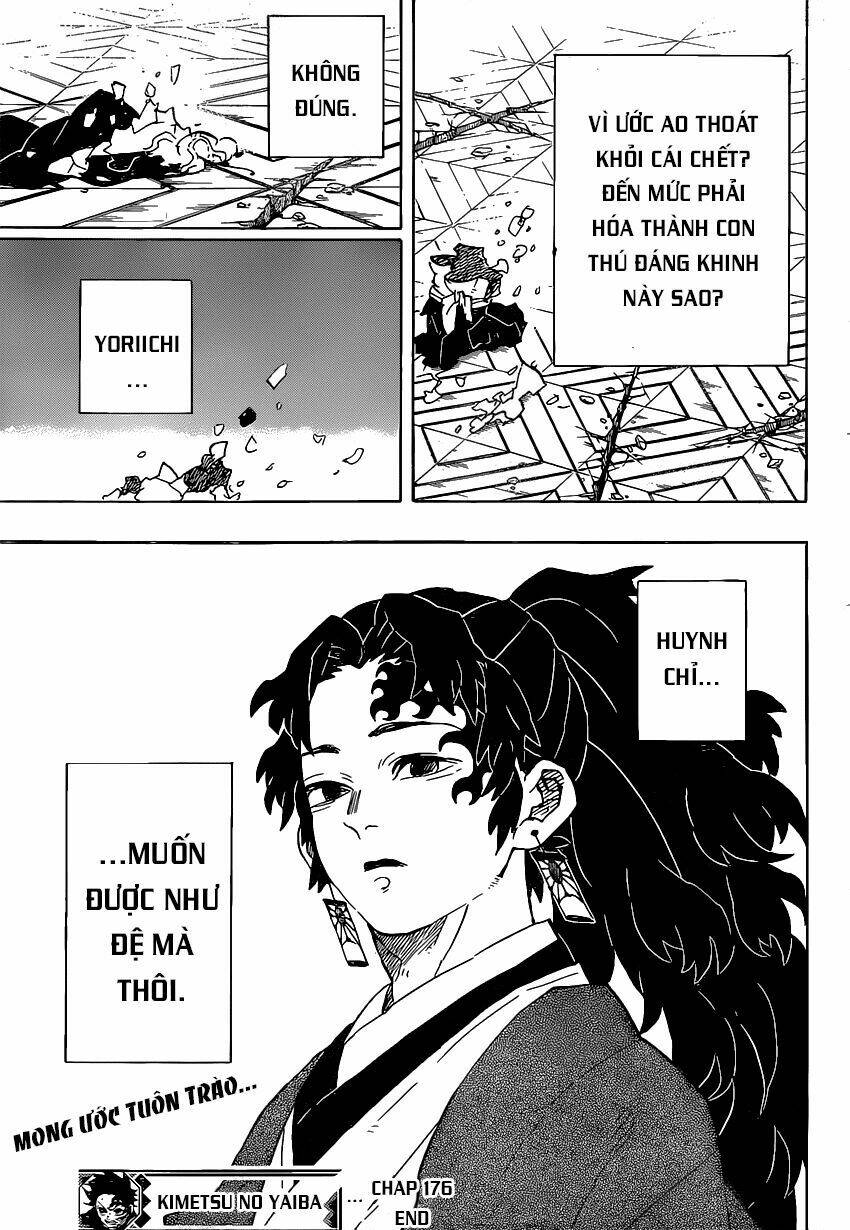 VÌ ƯỚC AO THOÁT
KHỎI CÁI CHẾT?
ĐẾN MỨC PHẢI
HÓA THÀNH CON
THÚ ĐÁNG KHINH
NÀY SAO?
KHÔNG
ĐÚNG.
YORIICHI
...
HUYNH
CHỈ...
...MUỐN
ĐƯỢC NHƯ
ĐỆ MÀ
THÔI.
MONG ƯỚC TUÔN TRÀO...
KIMETSU NO YAIBA ... CHAP 176
END